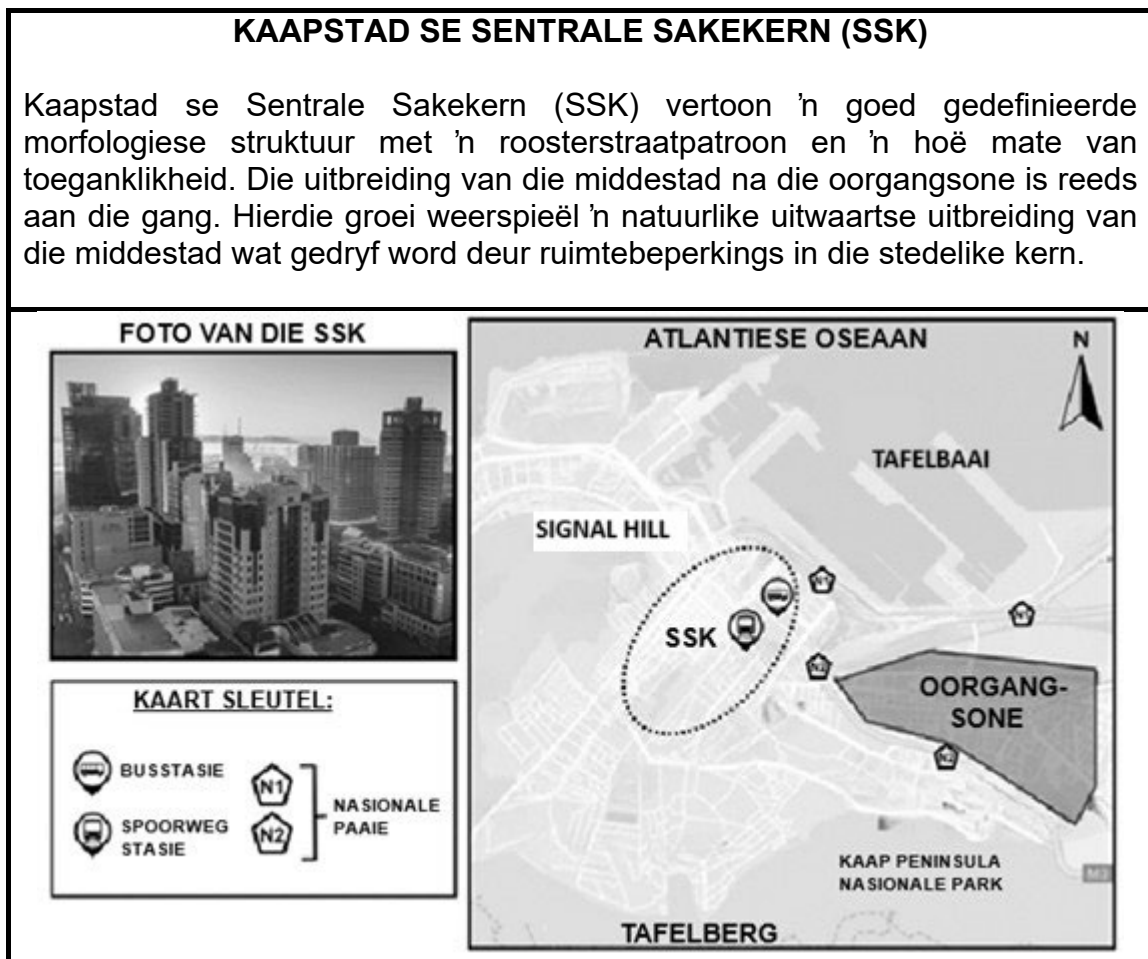 KAAPSTAD SE SENTRALE SAKEKERN (SSK)
Kaapstad se Sentrale Sakekern (SSK) vertoon 'n goed gedefinieerde
morfologiese struktuur met 'n roosterstraatpatroon en 'n hoë mate van
toeganklikheid. Die uitbreiding van die middestad na die oorgangsone is reeds
aan die gang. Hierdie groei weerspieël 'n natuurlike uitwaartse uitbreiding van
die middestad wat gedryf word deur ruimtebeperkings in die stedelike kern.
FOTO VAN DIE SSK
KAART SLEUTEL:
BUSSTASIE
SPOORWEG
STASIE
N1
N2
NASIONALE
PAAIE
ATLANTIESE OSEAAN
N
TAFELBAAI
SIGNAL HILL
N1
N1
SSK
N2
OORGANG-
SONE
N2
KAAP PENINSULA
NASIONALE PARK
M3
TAFELBERG